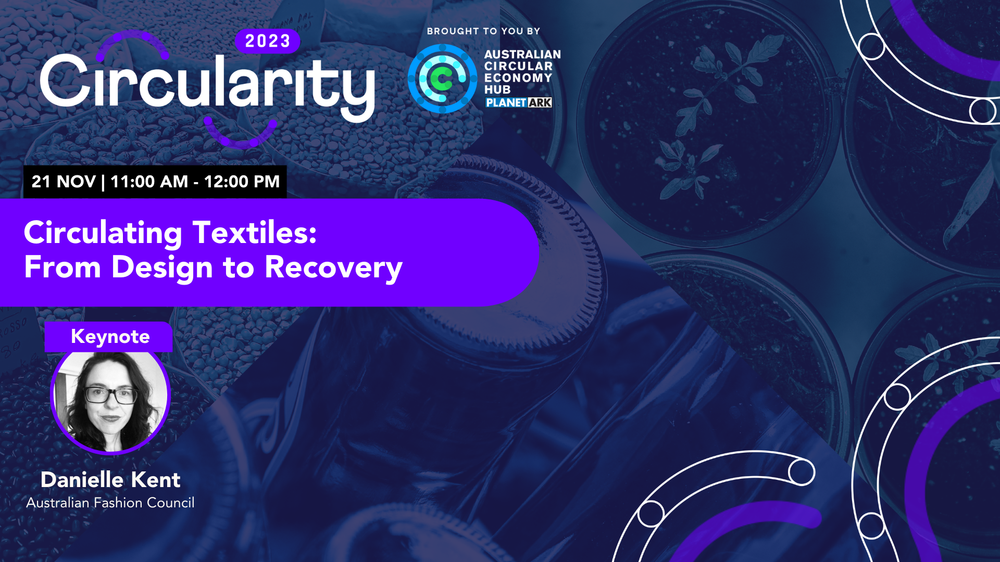 2023
Circularity
BROUGHT TO YOU BY
AUSTRALIAN
CIRCULAR
ECONOMY
HUB
PLANET ARK
21 NOV | 11:00 AM - 12:00 PM
Circulating Textiles:
From Design to Recovery
Keynote
Danielle Kent
Australian Fashion Council